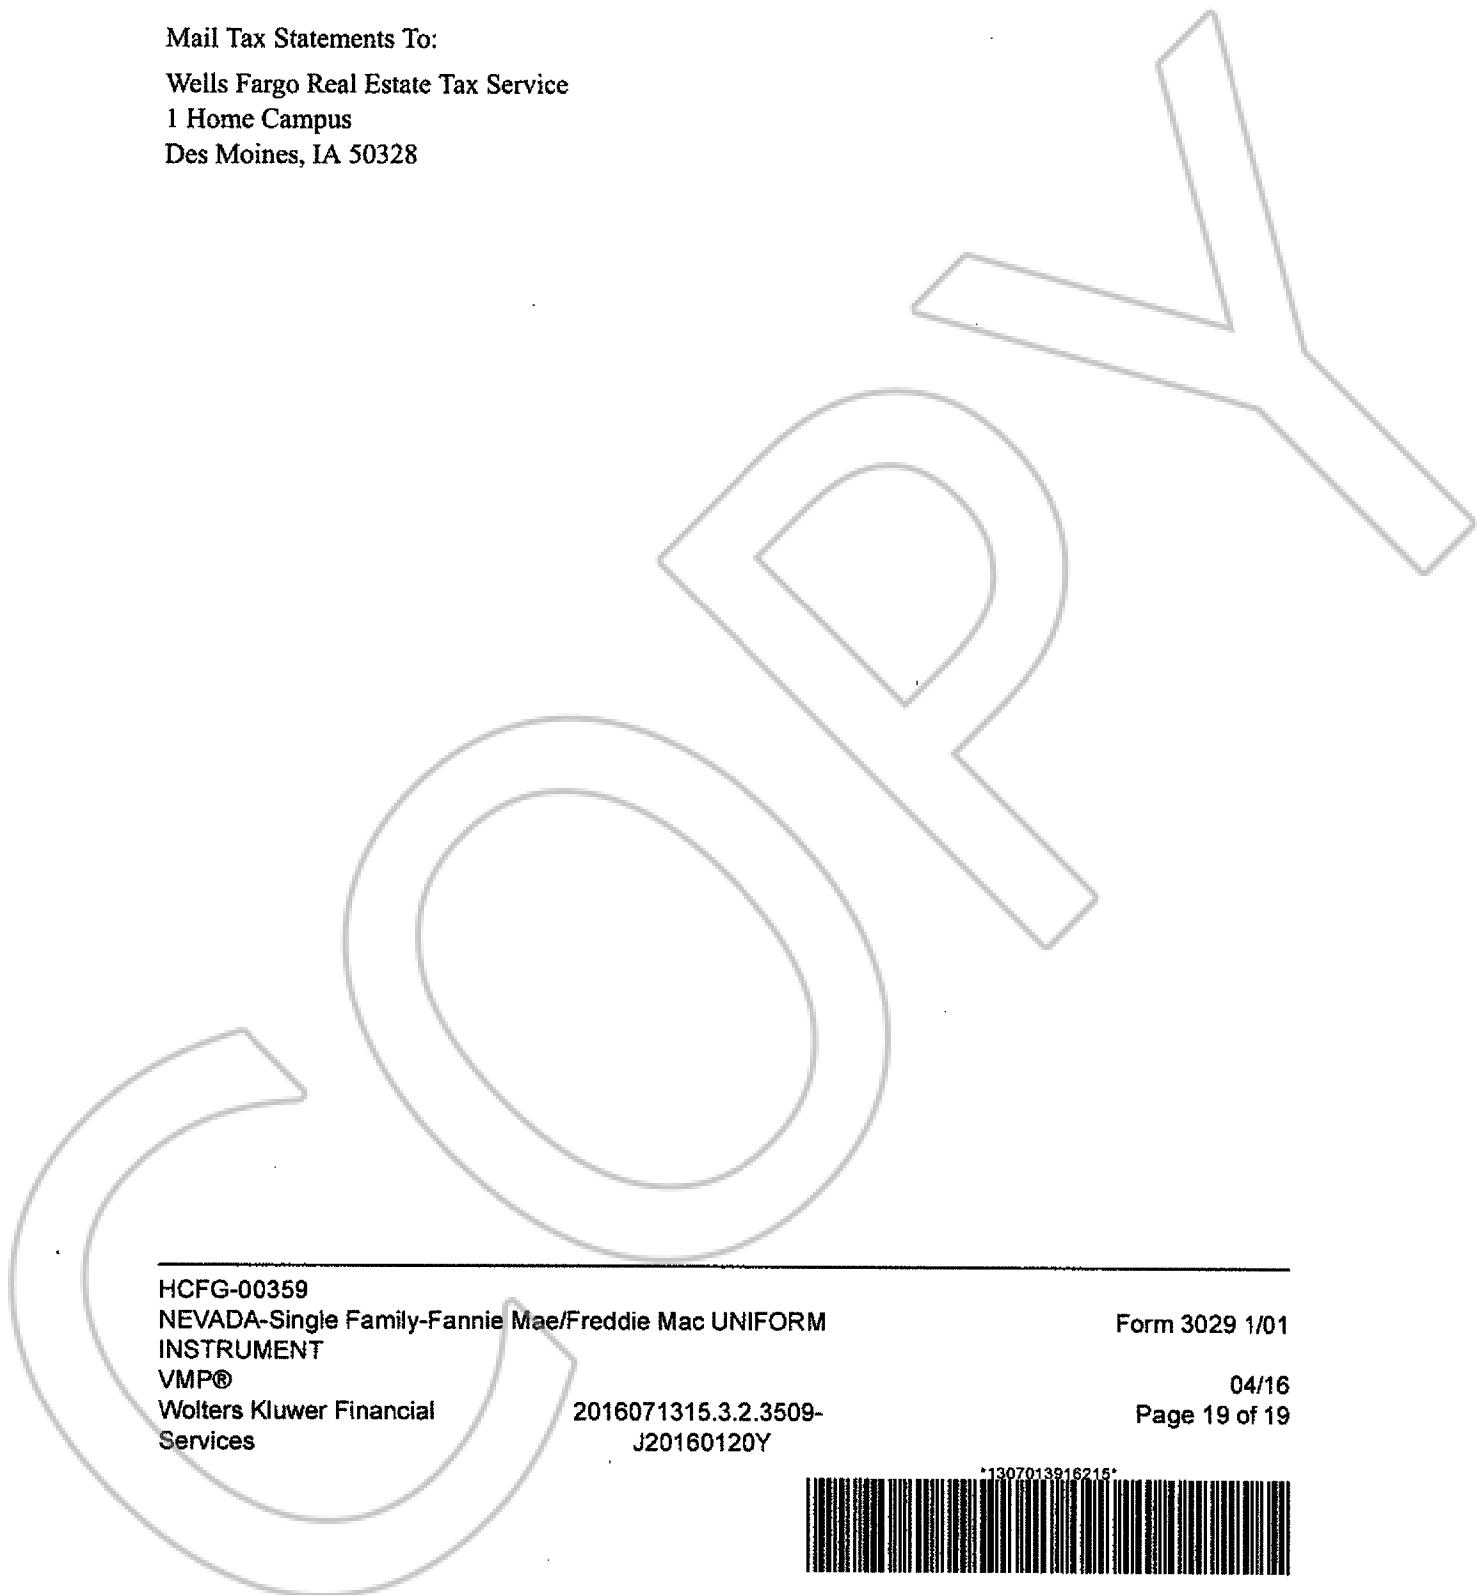 Mail Tax Statements To:
Wells Fargo Real Estate Tax Service
1 Home Campus
Des Moines, IA 50328
COPY
HCFG-00359
NEVADA-Single Family-Fannie Mae/Freddie Mac UNIFORM
INSTRUMENT
Form 3029 1/01
VMP®
04/16
Wolters Kluwer Financial
Services
2016071315.3.2.3509-
J20160120Y
Page 19 of 19
*1307013916215*